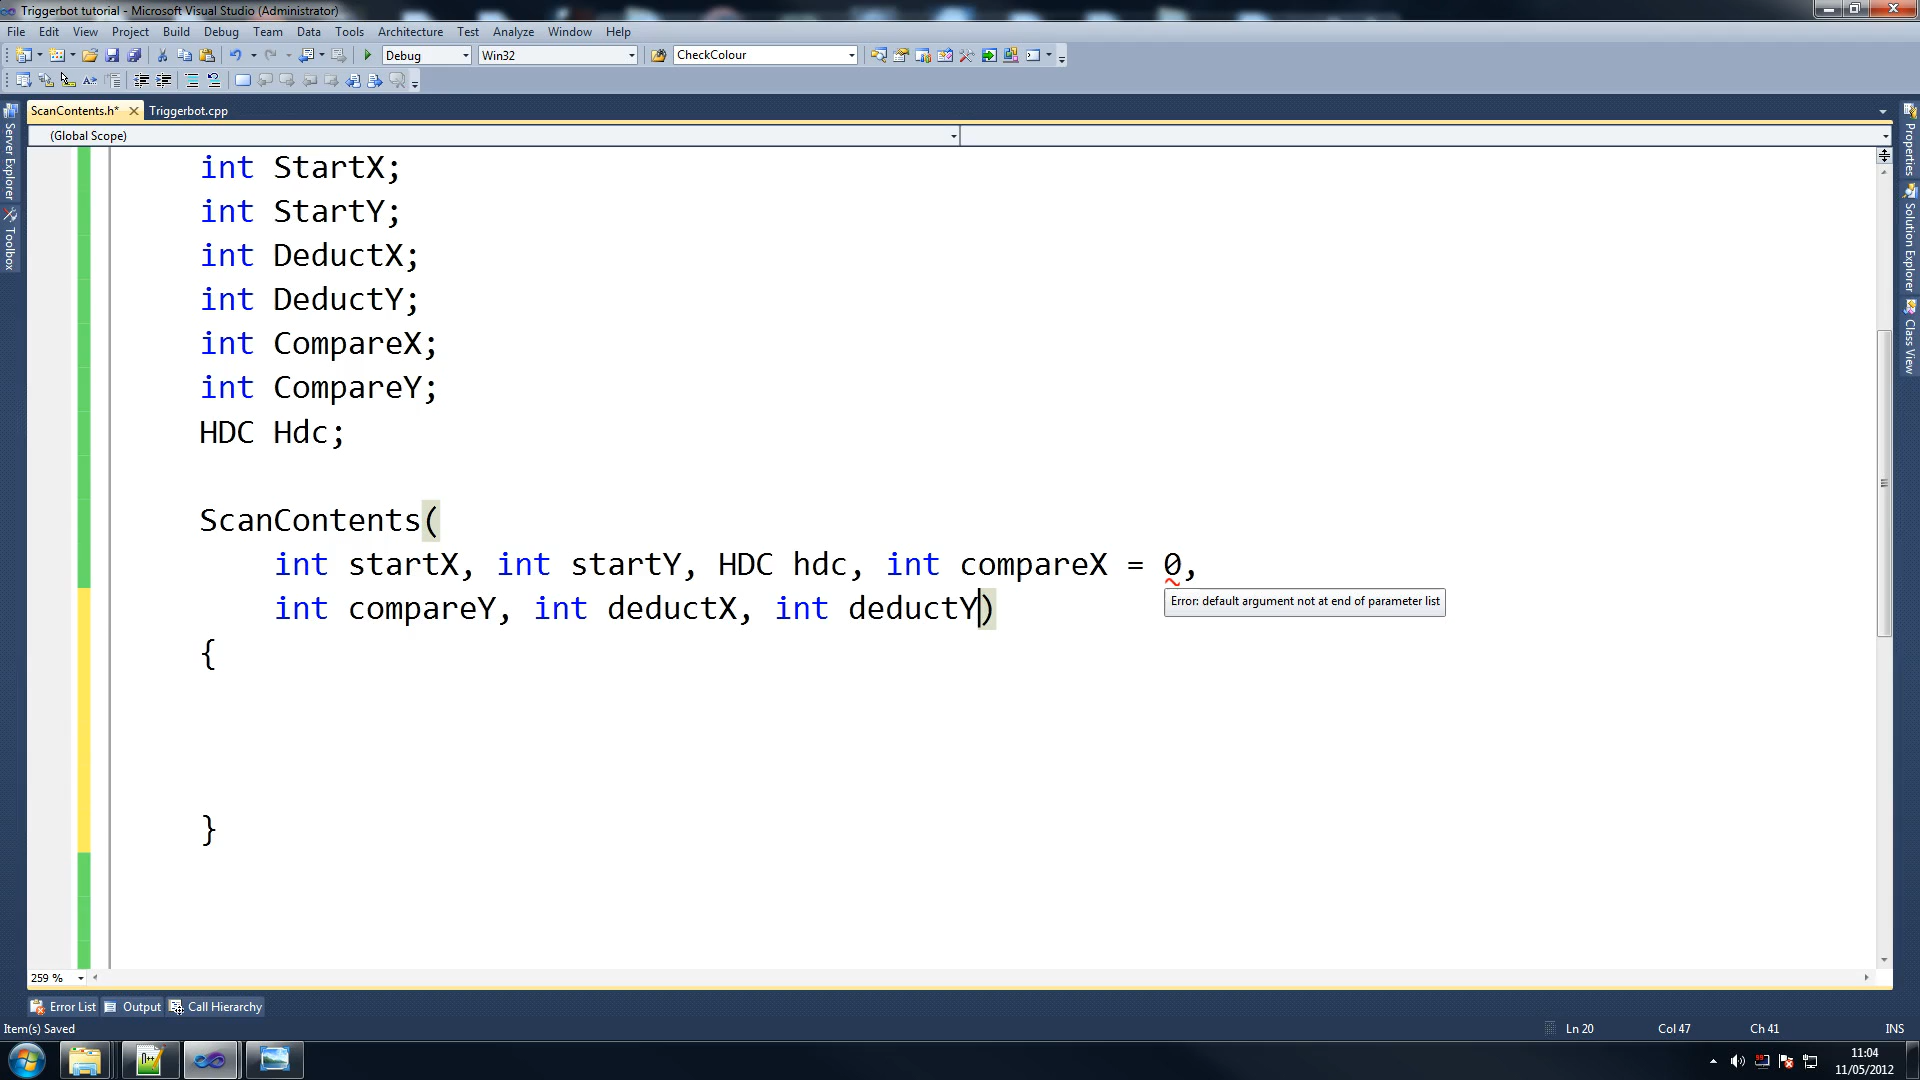 Triggerbot tutorial - Microsoft Visual Studio (Administrator)
File Edit View Project Build Debug Team Data Tools Architecture Test Analyze Window Help
Debug Win32 CheckColour
ScanContents.h* Triggerbot.cpp
(Global Scope)
Server Explorer
Toolbox
Properties
Solution Explorer
Class View
int StartX;
int StartY;
int DeductX;
int DeductY;
int CompareX;
int CompareY;
HDC Hdc;
ScanContents(
int startX, int startY, HDC hdc, int compareX = 0,
int compareY, int deductX, int deductY)
Error: default argument not at end of parameter list
{
}
259 %
Error List Output Call Hierarchy
Item(s) Saved Ln 20 Col 47 Ch 41 INS
11:04
11/05/2012